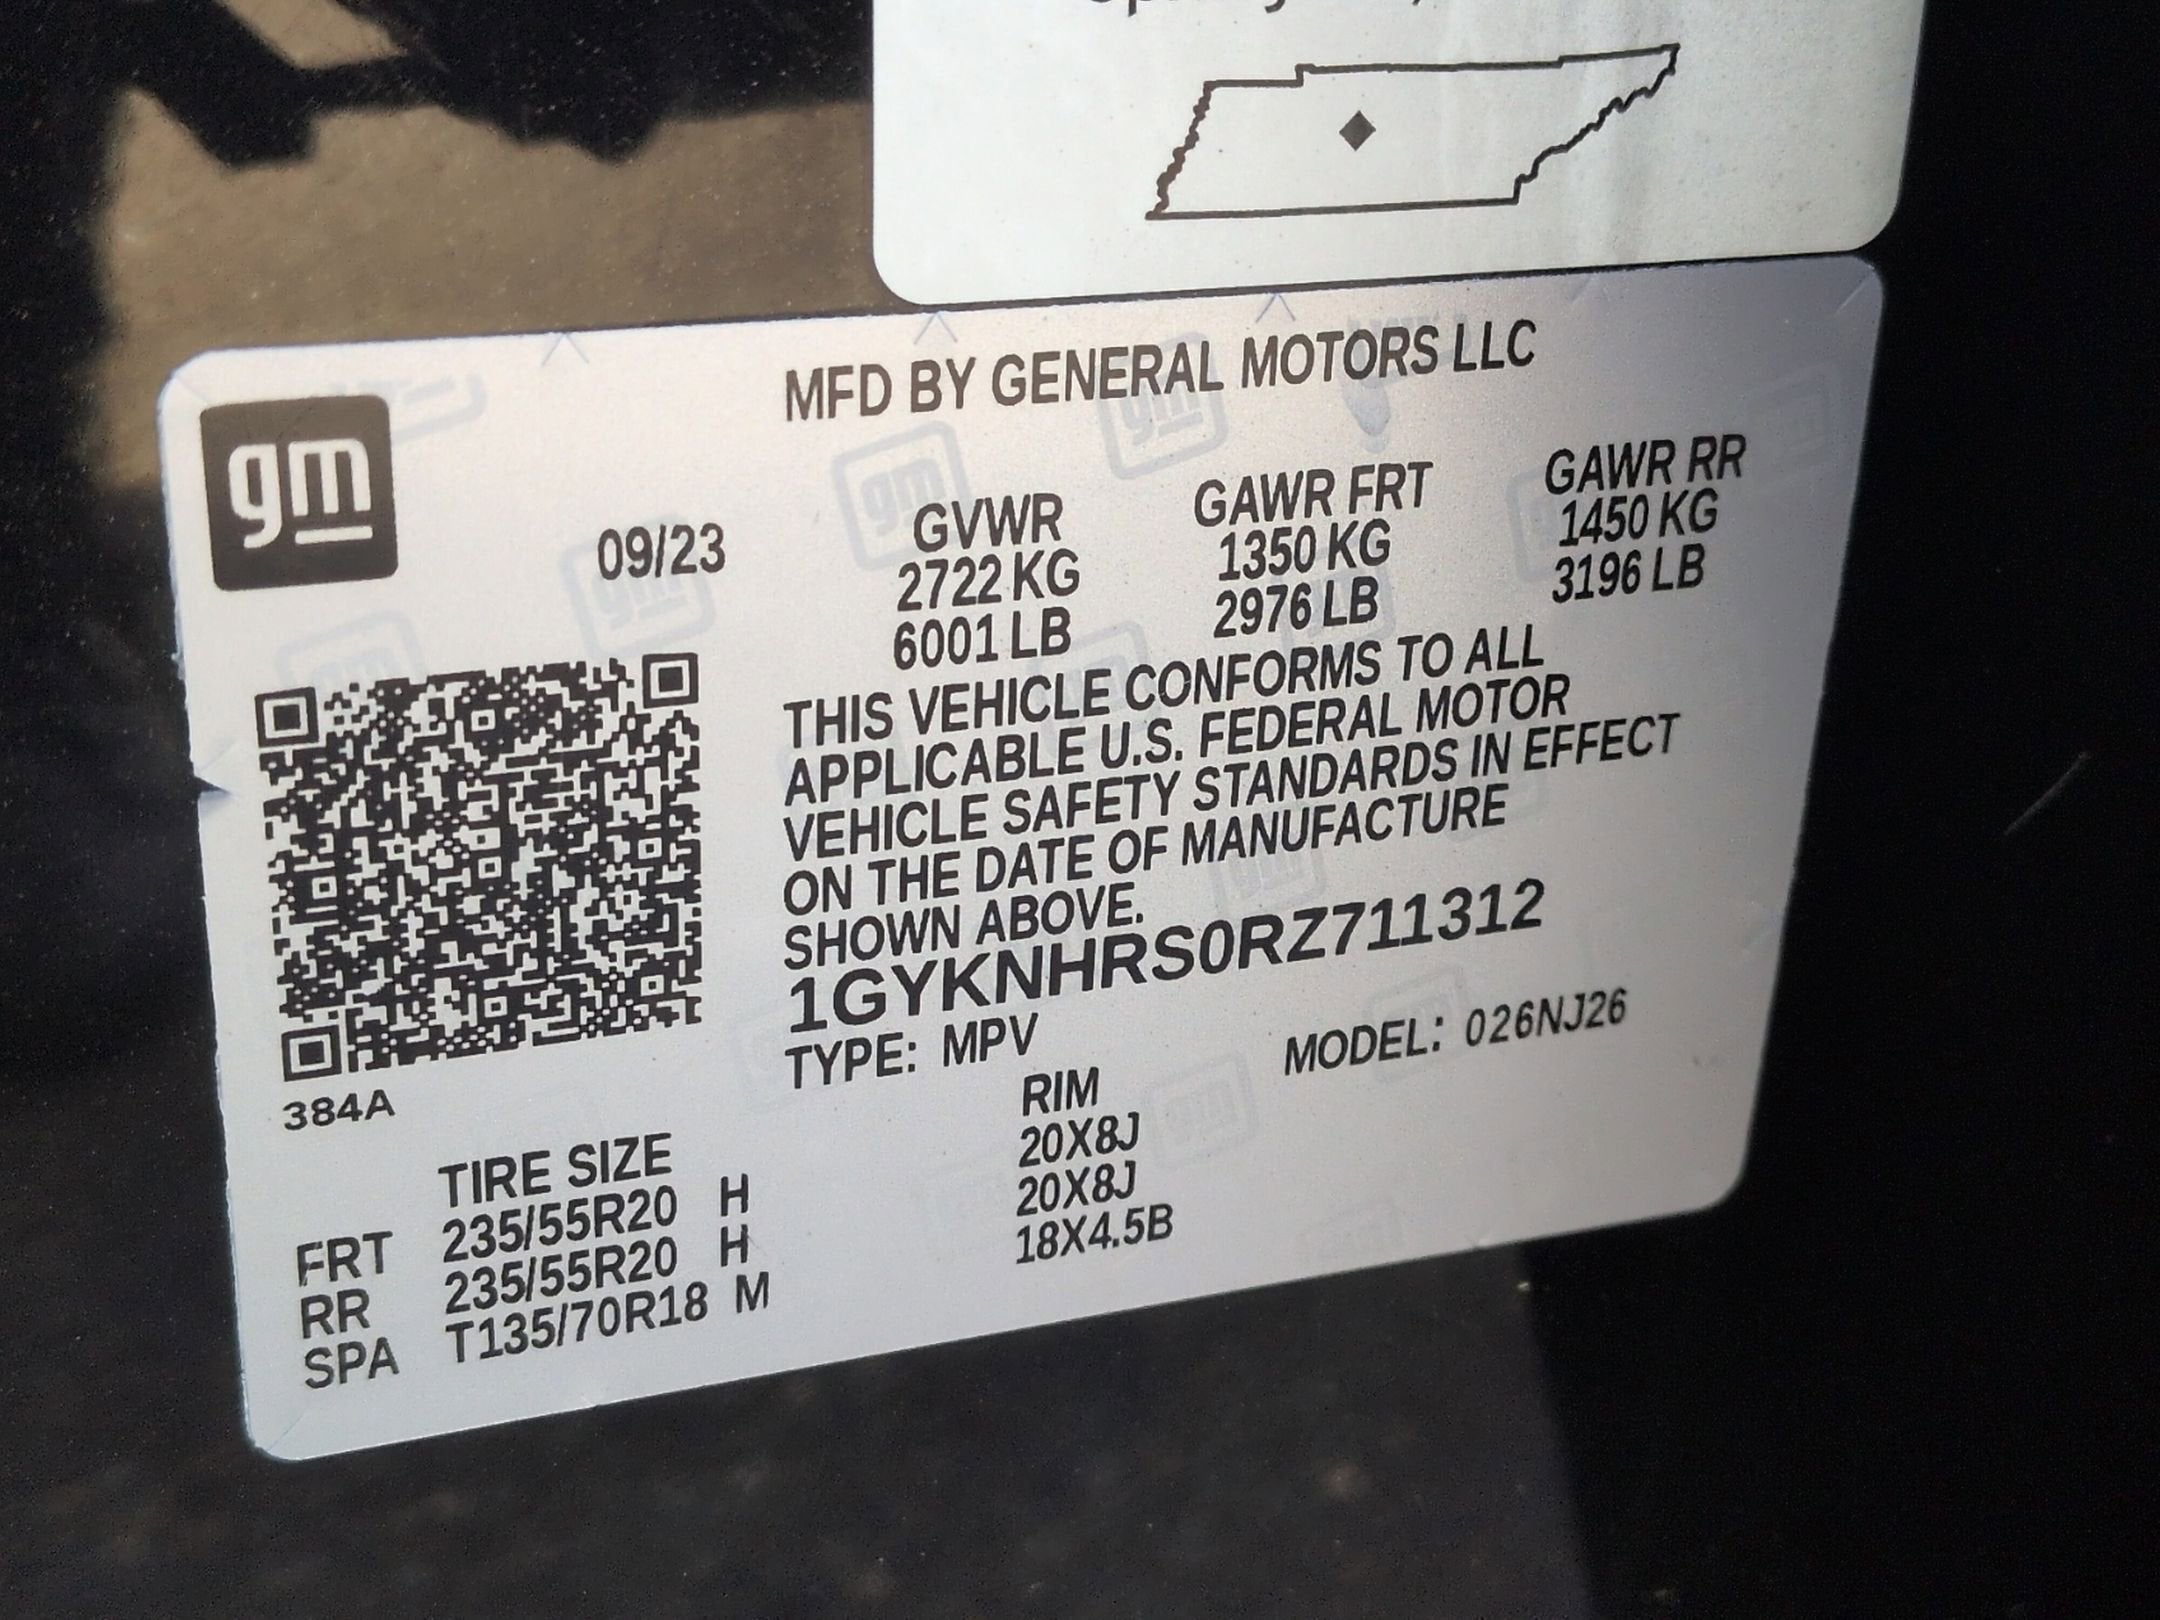 MFD BY GENERAL MOTORS LLC
gm
09/23 GVWR GAWR FRT GAWR RR
2722 KG 1350 KG 1450 KG
6001 LB 2976 LB 3196 LB
THIS VEHICLE CONFORMS TO ALL
APPLICABLE U.S. FEDERAL MOTOR
VEHICLE SAFETY STANDARDS IN EFFECT
ON THE DATE OF MANUFACTURE
SHOWN ABOVE.
1GYKNHRS0RZ711312
TYPE: MPV MODEL: 026NJ26
384A
TIRE SIZE RIM
FRT 235/55R20 H 20X8J
RR 235/55R20 H 20X8J
SPA T135/70R18 M 18X4.5B